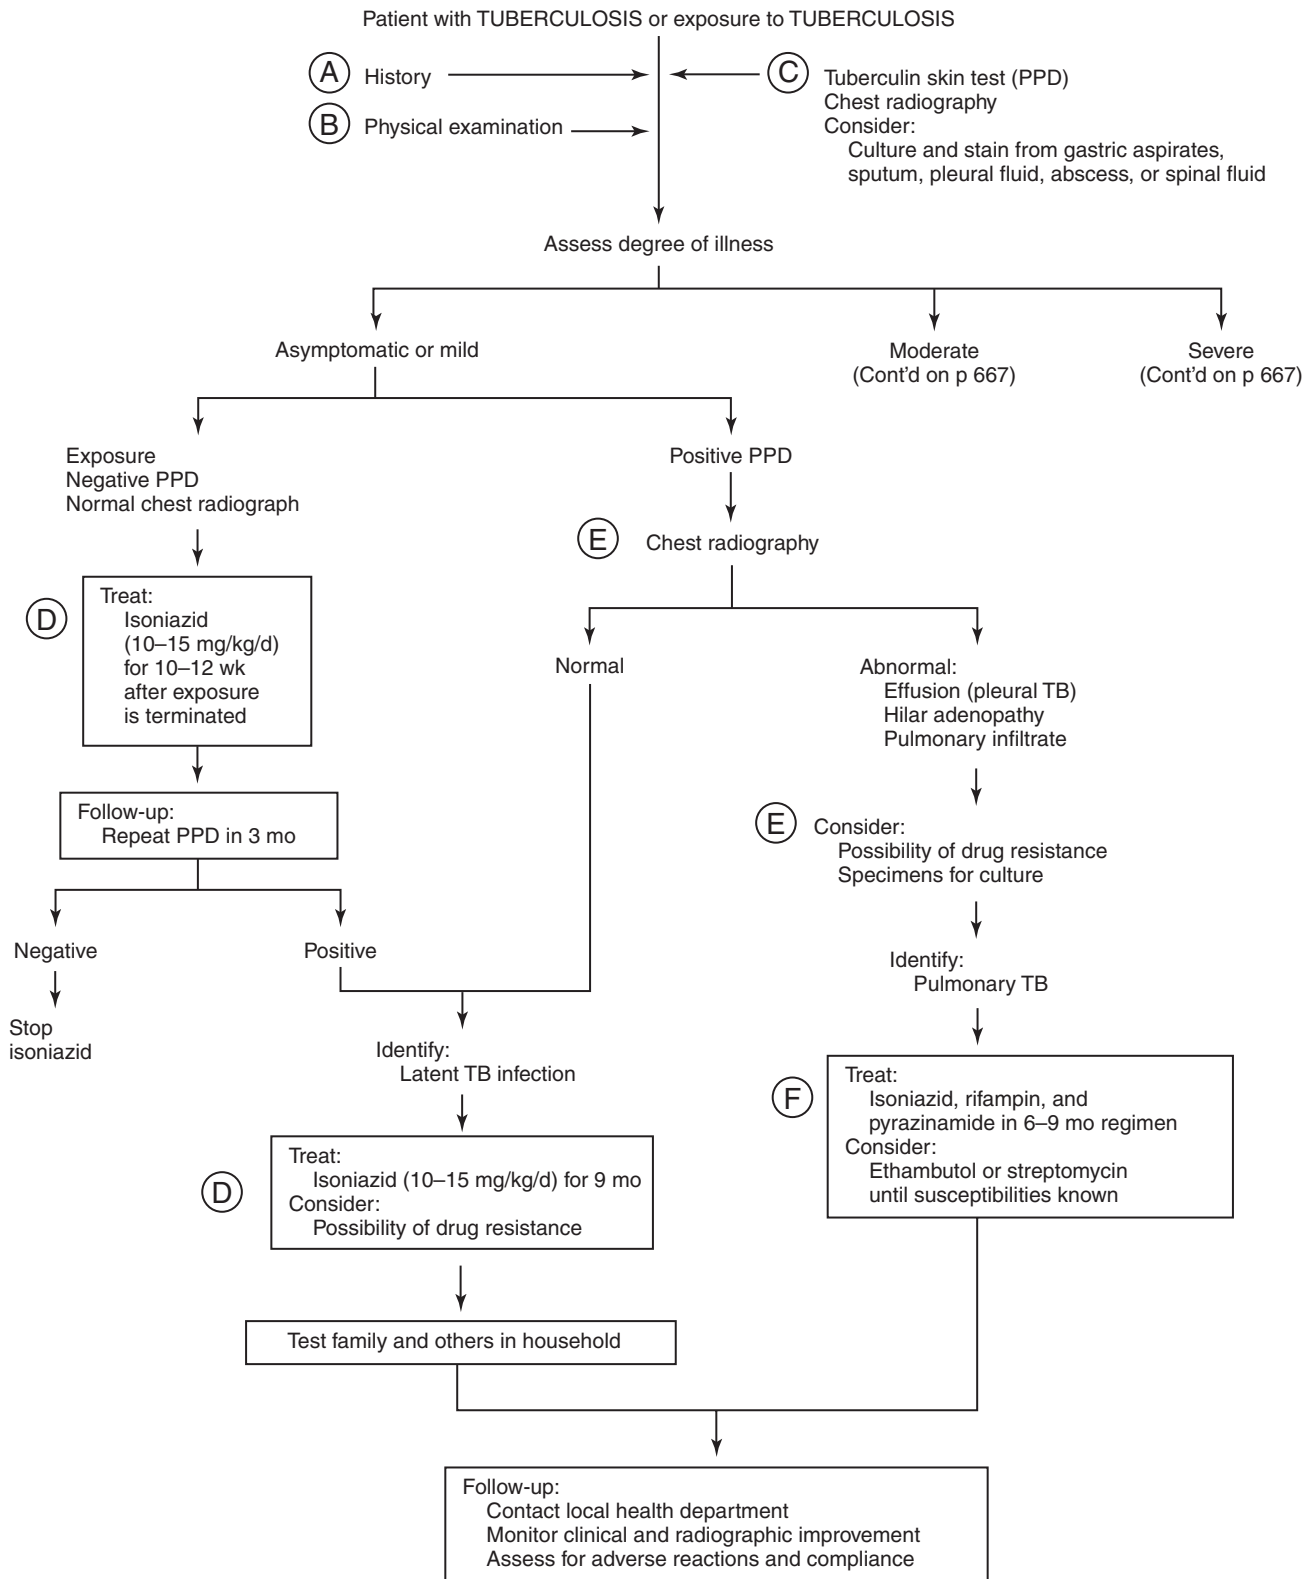 Patient with TUBERCULOSIS or exposure to TUBERCULOSIS
A History
B Physical examination
C Tuberculin skin test (PPD)
Chest radiography
Consider:
Culture and stain from gastric aspirates,
sputum, pleural fluid, abscess, or spinal fluid
Assess degree of illness
Asymptomatic or mild
Moderate
(Cont'd on p 667)
Severe
(Cont'd on p 667)
Exposure
Negative PPD
Normal chest radiograph
Positive PPD
E Chest radiography
D Treat:
Isoniazid
(10–15 mg/kg/d)
for 10–12 wk
after exposure
is terminated
Normal
Abnormal:
Effusion (pleural TB)
Hilar adenopathy
Pulmonary infiltrate
Follow-up:
Repeat PPD in 3 mo
E Consider:
Possibility of drug resistance
Specimens for culture
Negative
Positive
Stop
isoniazid
Identify:
Pulmonary TB
Identify:
Latent TB infection
F Treat:
Isoniazid, rifampin, and
pyrazinamide in 6–9 mo regimen
Consider:
Ethambutol or streptomycin
until susceptibilities known
D Treat:
Isoniazid (10–15 mg/kg/d) for 9 mo
Consider:
Possibility of drug resistance
Test family and others in household
Follow-up:
Contact local health department
Monitor clinical and radiographic improvement
Assess for adverse reactions and compliance